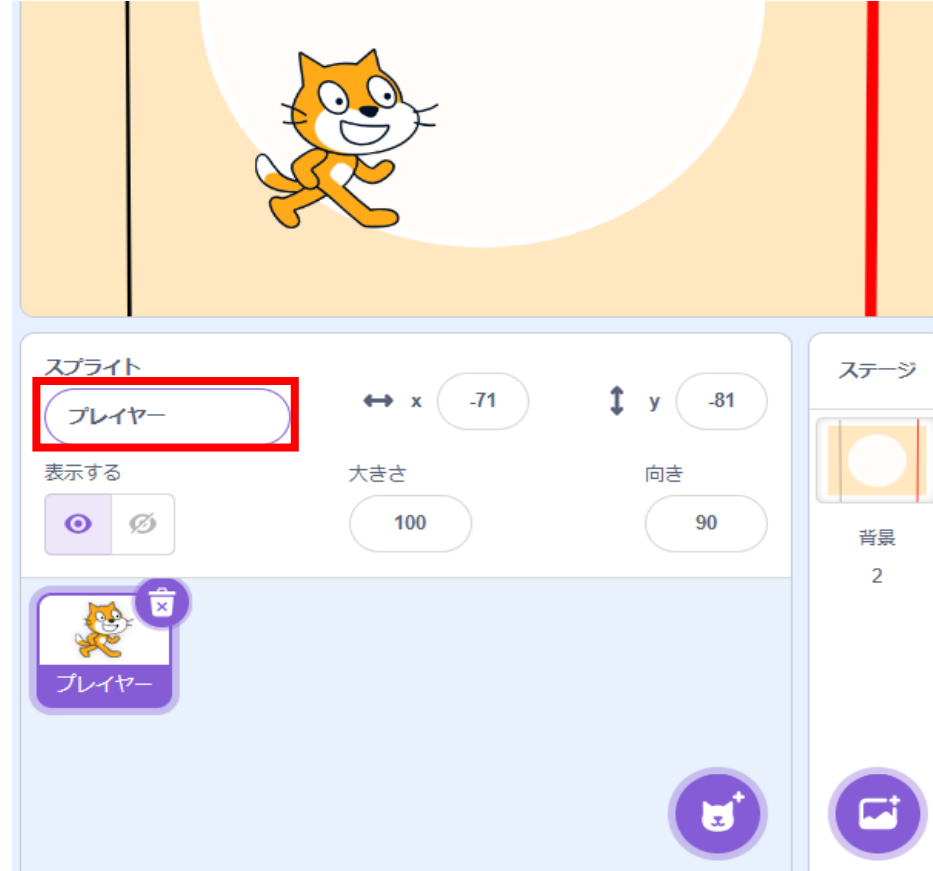 スプライト
ステージ
プレイヤー
x -71
y -81
表示する
大きさ
向き
100
90
背景
2
プレイヤー